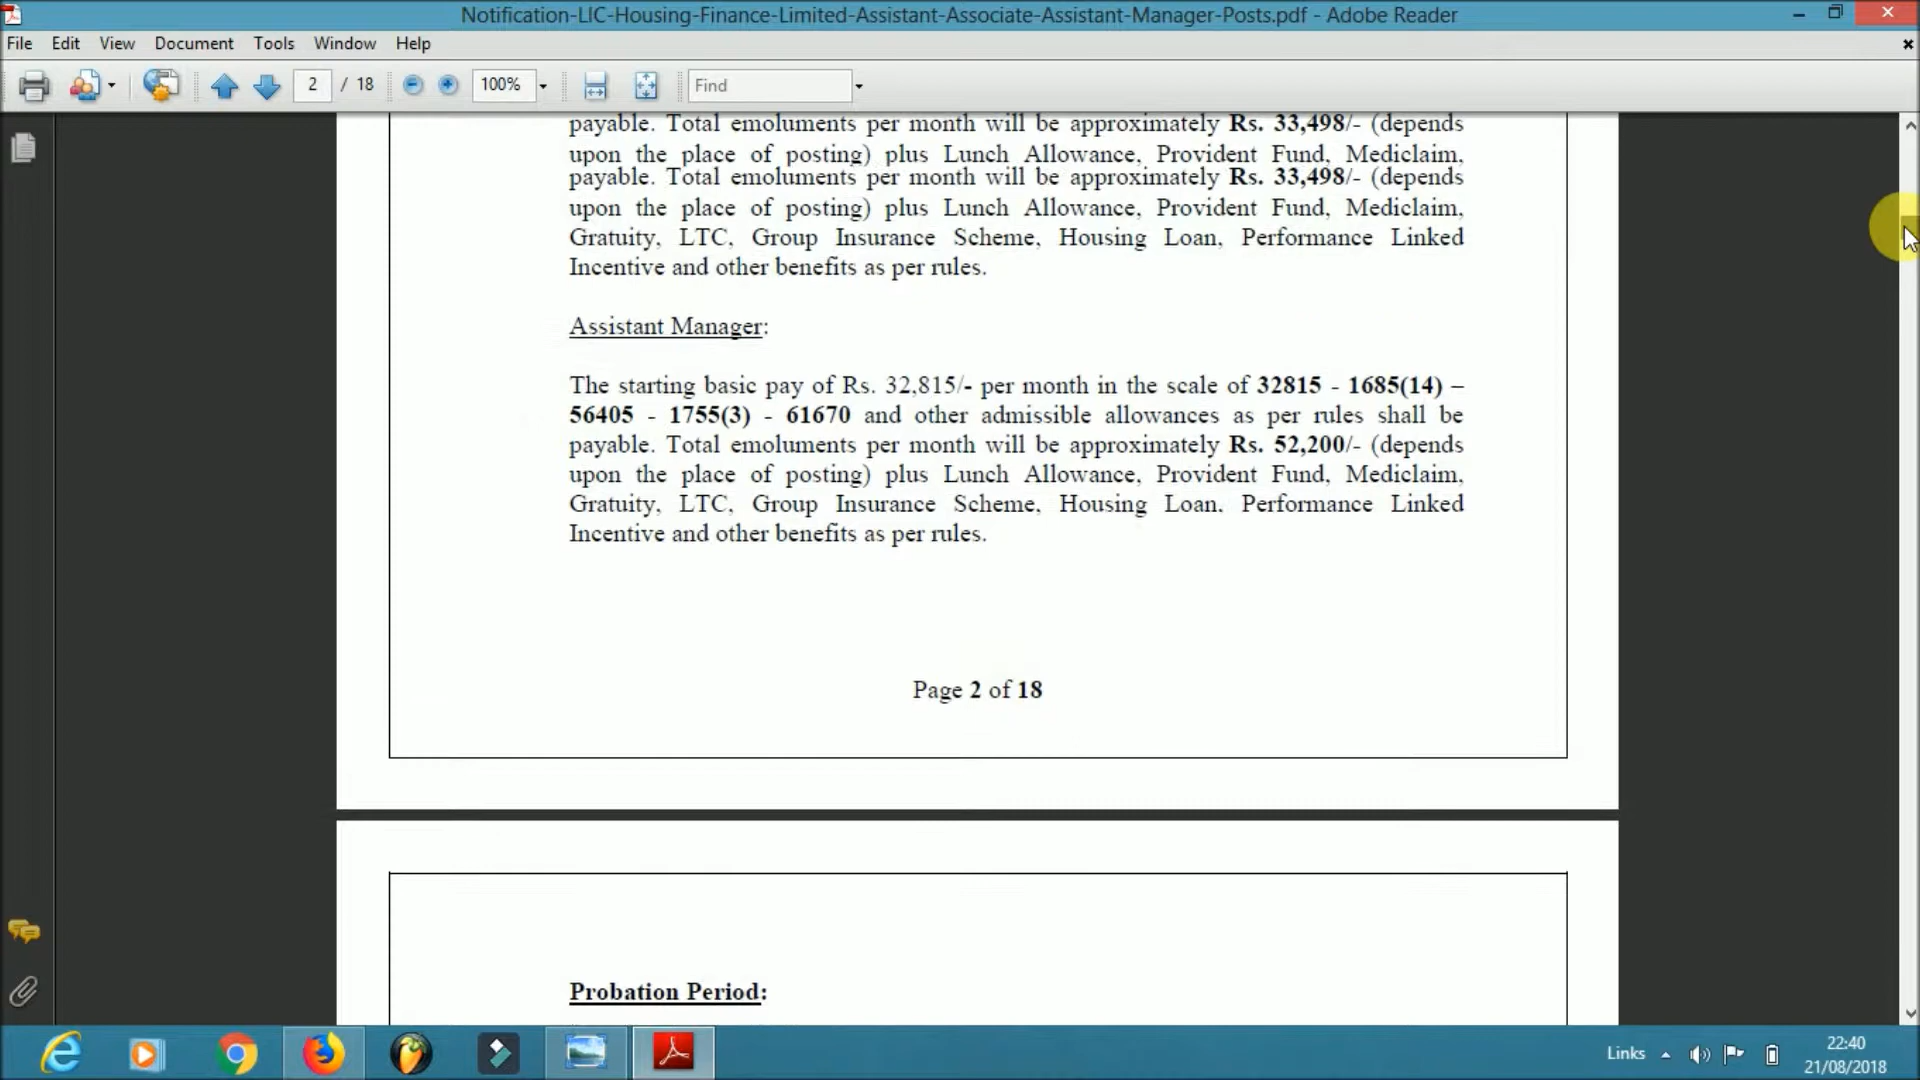 Notification-LIC-Housing-Finance-Limited-Assistant-Associate-Assistant-Manager-Posts.pdf - Adobe Reader
File Edit View Document Tools Window Help
2 / 18 100% Find
payable. Total emoluments per month will be approximately Rs. 33,498/- (depends
upon the place of posting) plus Lunch Allowance, Provident Fund, Mediclaim,
payable. Total emoluments per month will be approximately Rs. 33,498/- (depends
upon the place of posting) plus Lunch Allowance, Provident Fund, Mediclaim,
Gratuity, LTC, Group Insurance Scheme, Housing Loan, Performance Linked
Incentive and other benefits as per rules.
Assistant Manager:
The starting basic pay of Rs. 32,815/- per month in the scale of 32815 - 1685(14) –
56405 - 1755(3) - 61670 and other admissible allowances as per rules shall be
payable. Total emoluments per month will be approximately Rs. 52,200/- (depends
upon the place of posting) plus Lunch Allowance, Provident Fund, Mediclaim,
Gratuity, LTC, Group Insurance Scheme, Housing Loan, Performance Linked
Incentive and other benefits as per rules.
Page 2 of 18
Probation Period:
Links
22:40
21/08/2018